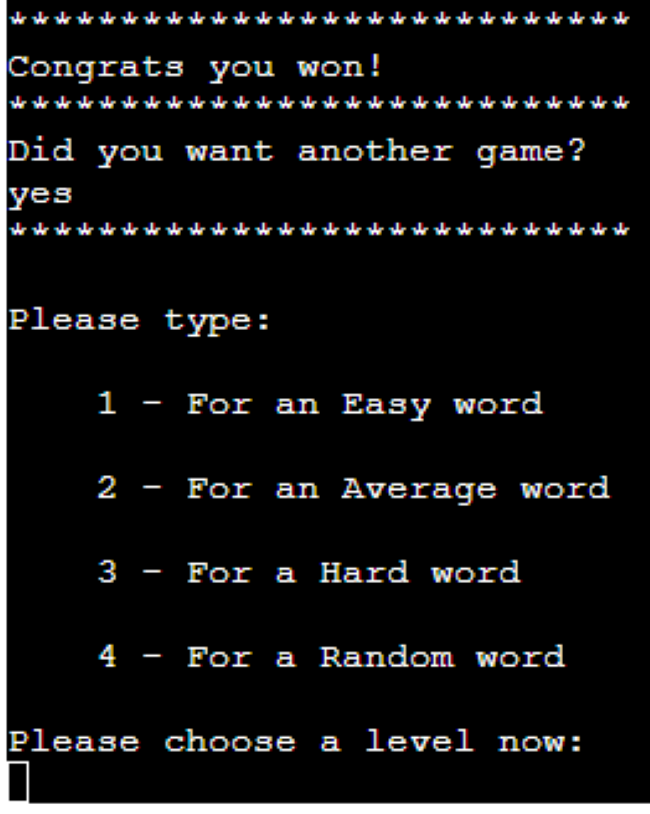 ****************************
Congrats you won!
****************************
Did you want another game?
yes
****************************
Please type:
1 - For an Easy word
2 - For an Average word
3 - For a Hard word
4 - For a Random word
Please choose a level now: